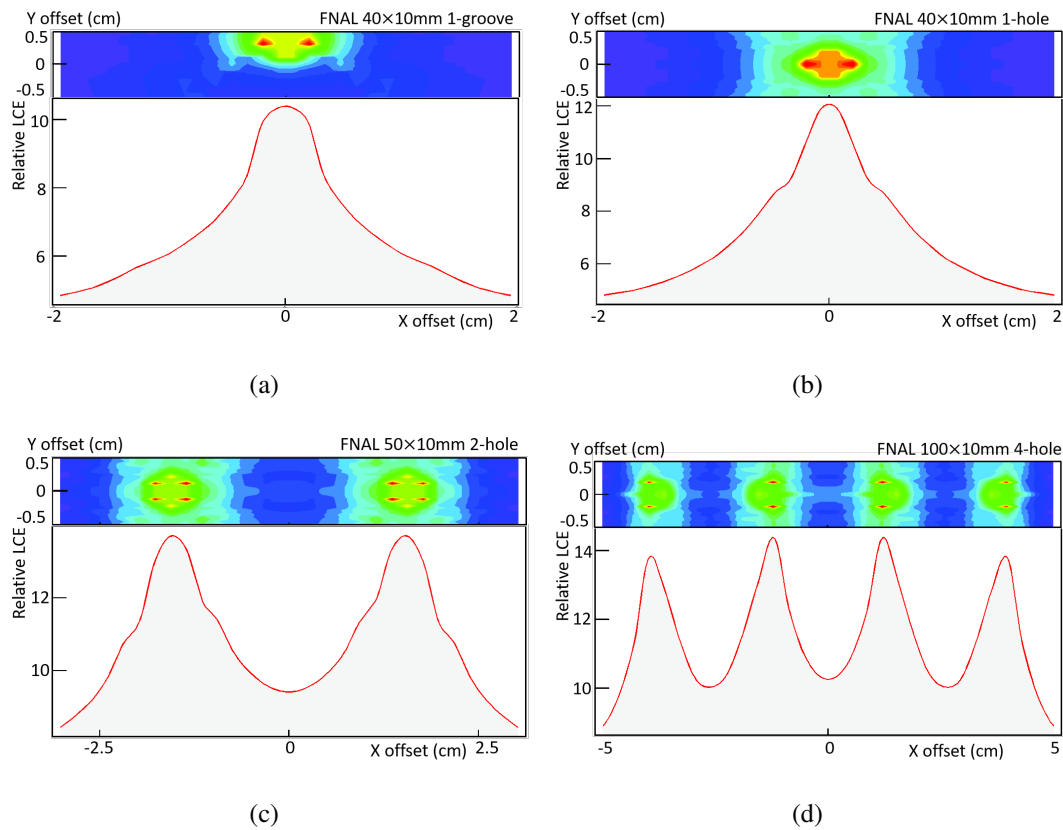 Y offset (cm) FNAL 40×10mm 1-groove
0.5
0
-0.5
Relative LCE
10
8
6
-2 0 X offset (cm) 2
(a)
Y offset (cm) FNAL 40×10mm 1-hole
0.5
0
-0.5
Relative LCE
12
10
8
6
-2 0 X offset (cm) 2
(b)
Y offset (cm) FNAL 50×10mm 2-hole
0.5
0
-0.5
Relative LCE
12
10
-2.5 0 X offset (cm) 2.5
(c)
Y offset (cm) FNAL 100×10mm 4-hole
0.5
0
-0.5
Relative LCE
14
12
10
-5 0 X offset (cm) 5
(d)